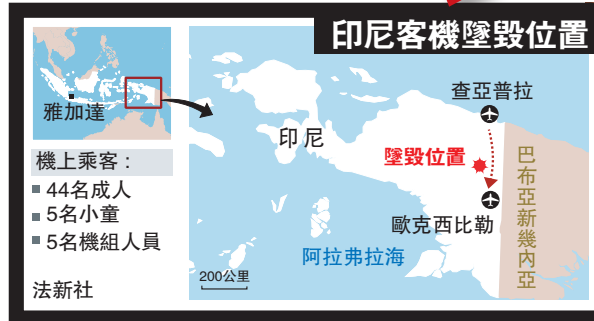 印尼客機墜毀位置
雅加達
機上乘客：
44名成人
5名小童
5名機組人員
法新社
查亞普拉
印尼
墜毀位置
巴布亞新幾內亞
歐克西比勒
阿拉弗拉海
200公里